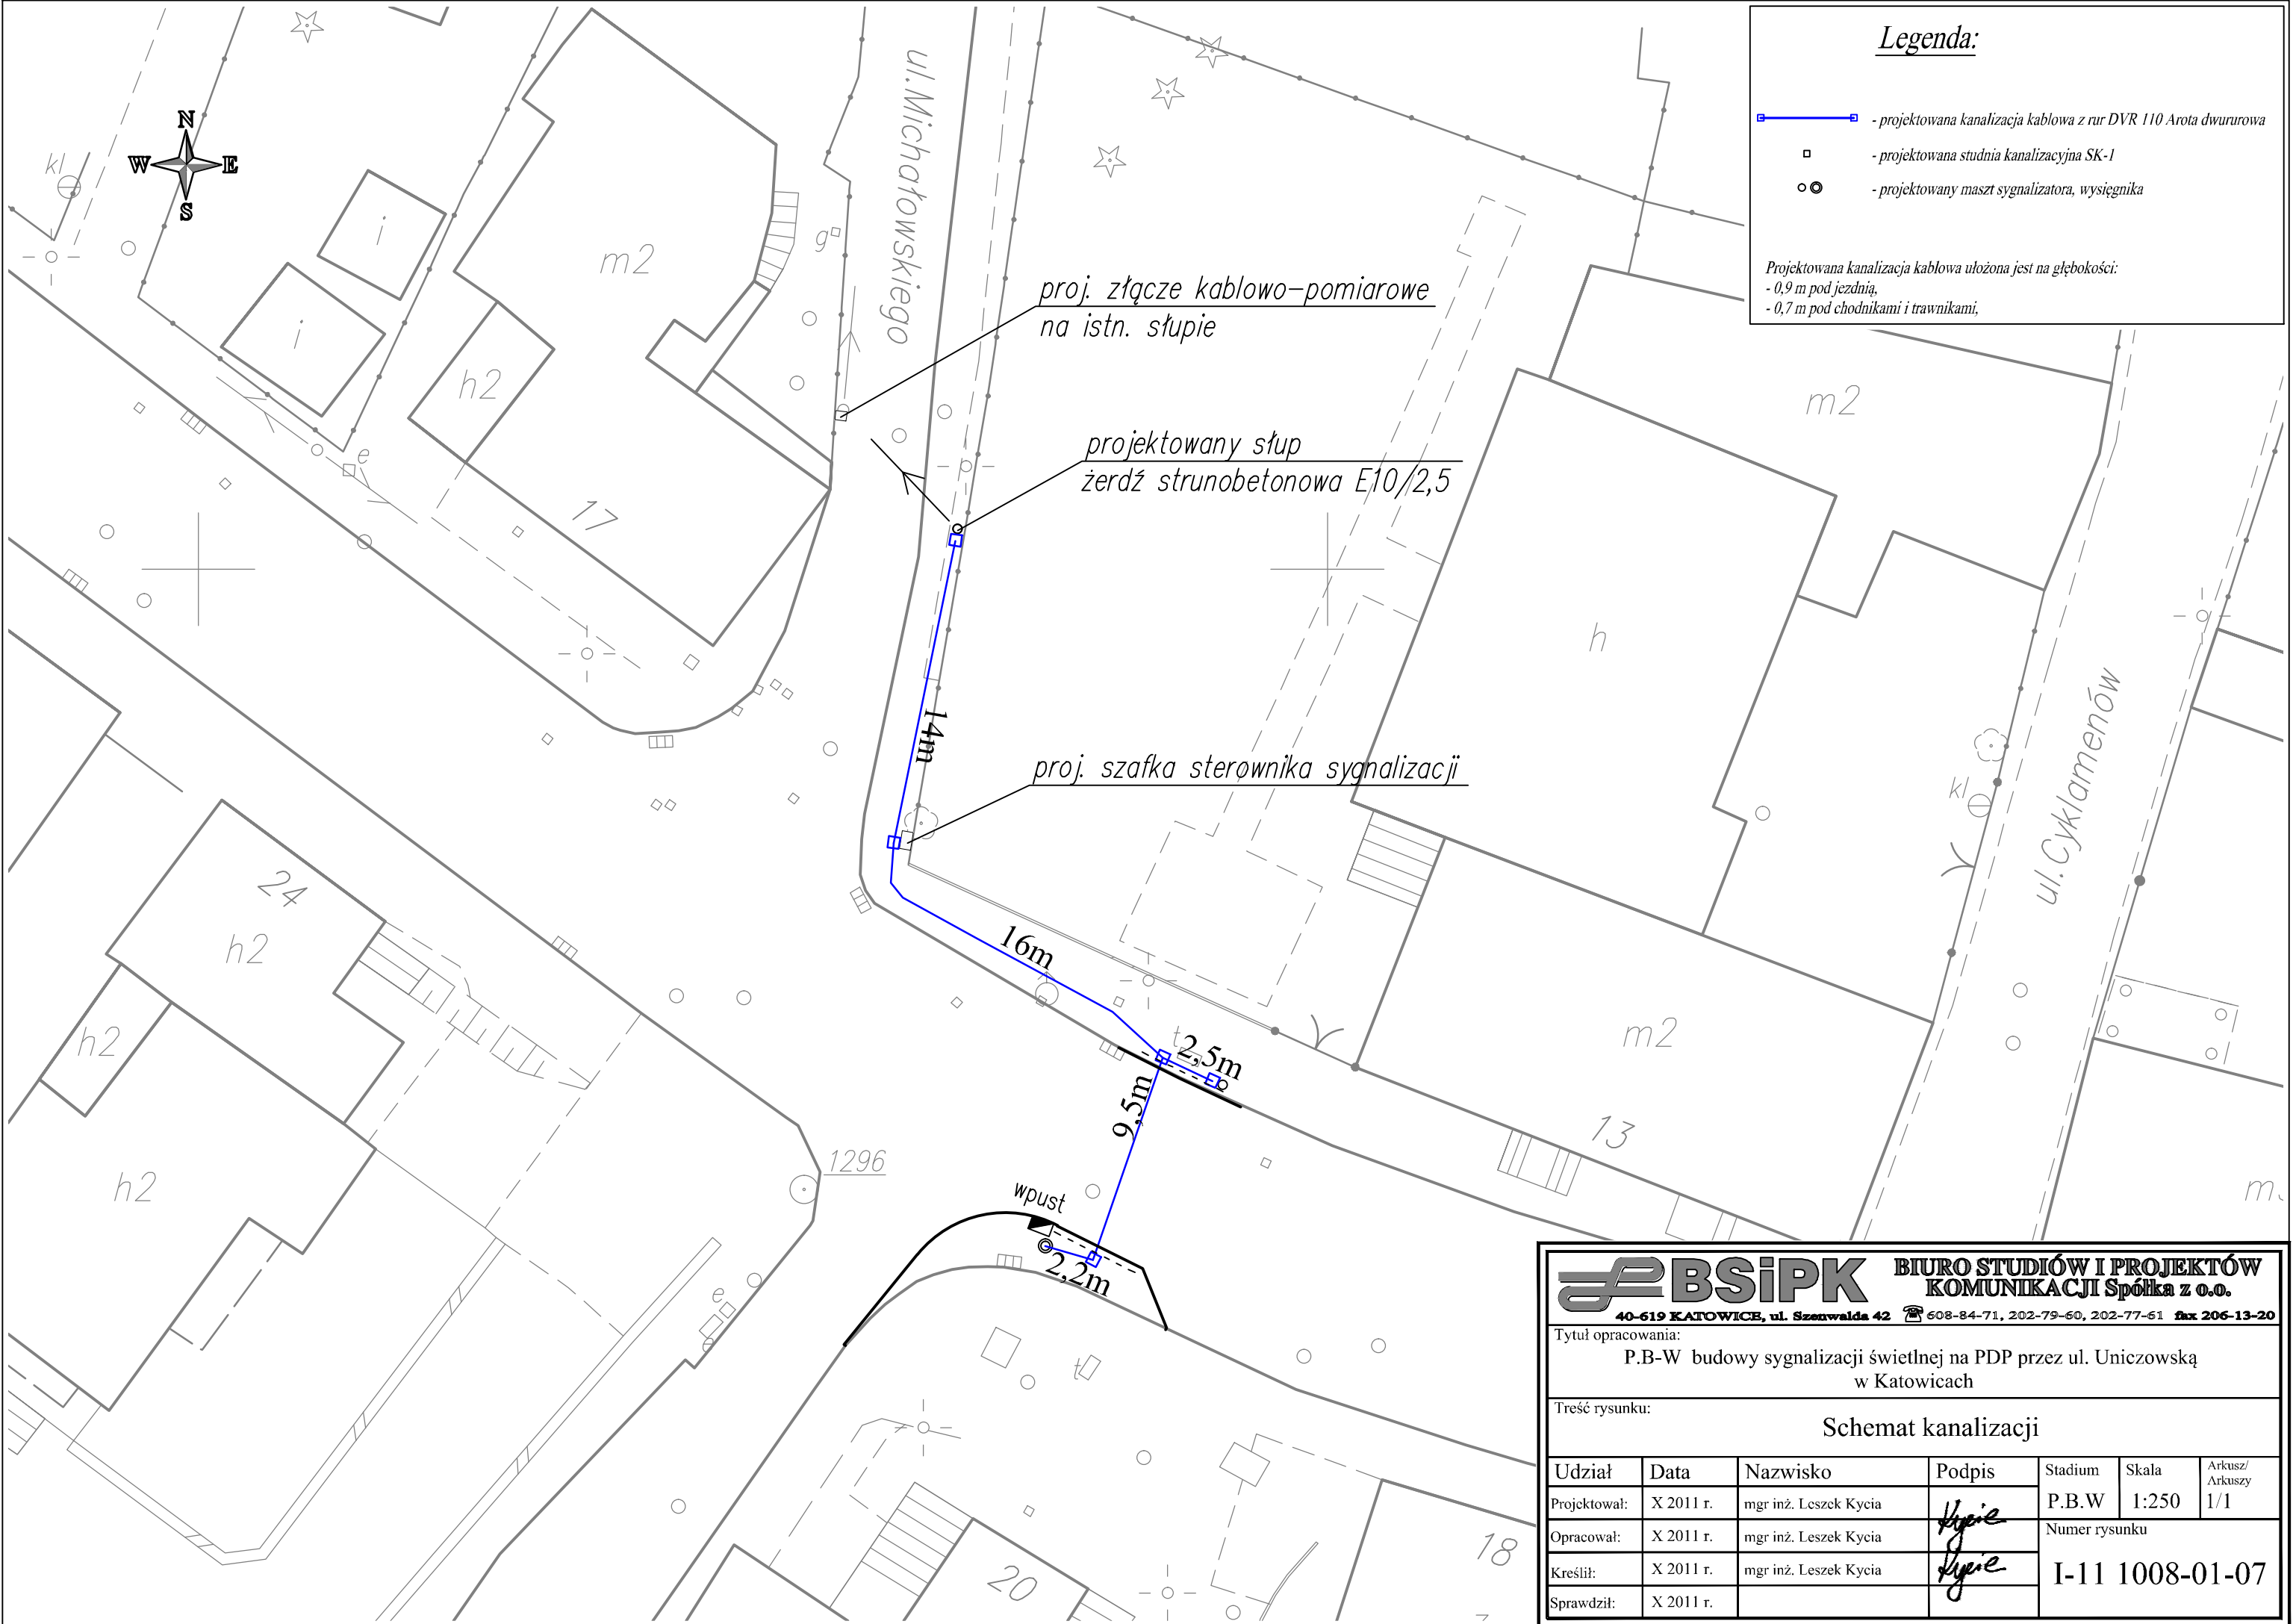 Legenda:
- projektowana kanalizacja kablowa z rur DVR 110 Arota dwururowa
- projektowana studnia kanalizacyjna SK-1
- projektowany maszt sygnalizatora, wysięgnika
Projektowana kanalizacja kablowa ułożona jest na głębokości:
- 0,9 m pod jezdnią,
- 0,7 m pod chodnikami i trawnikami,
N
W
E
S
kl
i
i
m2
g
h2
e
17
ul.Michałowskiego
proj. złącze kablowo-pomiarowe
na istn. słupie
projektowany słup
żerdź strunobetonowa E10/2,5
14m
proj. szafka sterownika sygnalizacji
m2
h
kl
ul.Cyklamenów
24
h2
h2
h2
16m
t
2,5m
9,5m
m2
13
1296
wpust
2,2m
e
e
t
20
18
BSiPK
BIURO STUDIÓW I PROJEKTÓW
KOMUNIKACJI Spółka z o.o.
40-619 KATOWICE, ul. Szenwalda 42 ☎ 608-84-71, 202-79-60, 202-77-61 fax 206-13-20
Tytuł opracowania:
P.B-W budowy sygnalizacji świetlnej na PDP przez ul. Uniczowską
w Katowicach
Treść rysunku:
Schemat kanalizacji
Udział Data Nazwisko Podpis Stadium Skala Arkusz/
Arkuszy
Projektował: X 2011 r. mgr inż. Leszek Kycia P.B.W 1:250 1/1
Opracował: X 2011 r. mgr inż. Leszek Kycia Numer rysunku
Kreślił: X 2011 r. mgr inż. Leszek Kycia I-11 1008-01-07
Sprawdził: X 2011 r.